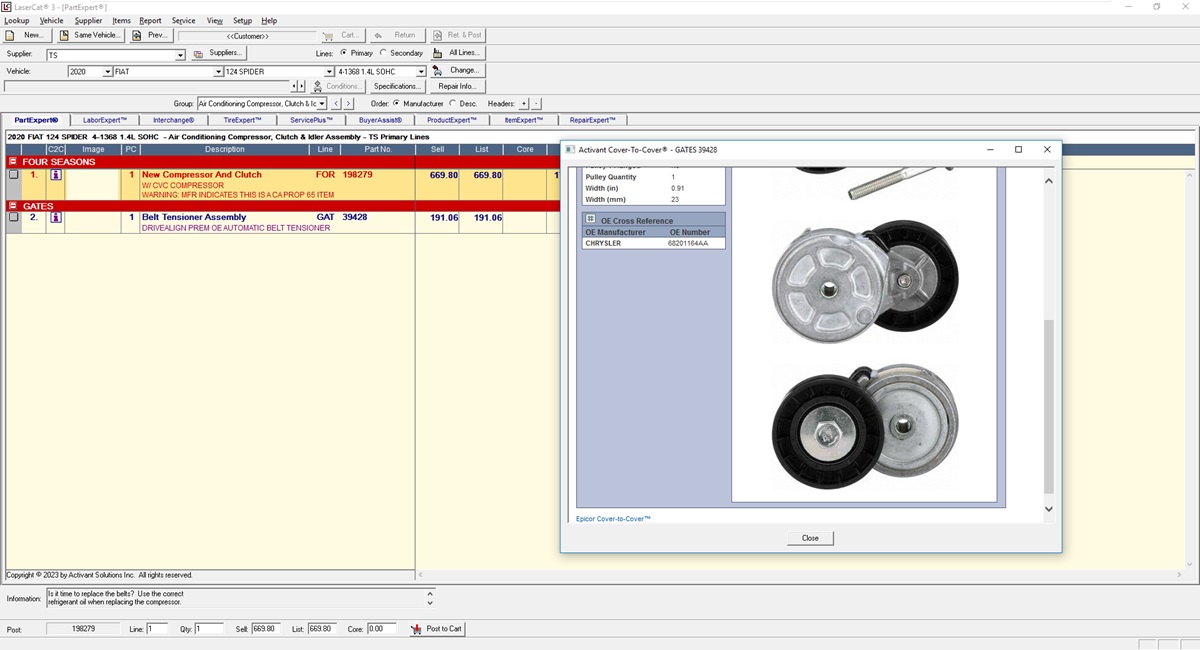 LaserCat® 3 - [PartExpert®]
Lookup Vehicle Supplier Items Report Service View Setup Help
New... Same Vehicle... Prev... <<Customer>> Cart... Return Ret. & Post
Supplier: TS Suppliers... Lines: Primary Secondary All Lines...
Vehicle: 2020 FIAT 124 SPIDER 4-1368 1.4L SOHC Change...
Conditions... Specifications... Repair Info...
Group: Air Conditioning Compressor, Clutch & Ic < > Order: Manufacturer Desc. Headers: + -
PartExpert® LaborExpert™ Interchange® TireExpert™ ServicePlus™ BuyerAssist® ProductExpert™ ItemExpert™ RepairExpert™
2020 FIAT 124 SPIDER 4-1368 1.4L SOHC - Air Conditioning Compressor, Clutch & Idler Assembly - TS Primary Lines
C2C Image PC Description Line Part No. Sell List Core
FOUR SEASONS
1. 1 New Compressor And Clutch FOR 198279 669.80 669.80 1
W/ CVC COMPRESSOR
WARNING: MFR INDICATES THIS IS A CA PROP 65 ITEM
GATES
2. 1 Belt Tensioner Assembly GAT 39428 191.06 191.06
DRIVEALIGN PREM OE AUTOMATIC BELT TENSIONER
Activant Cover-To-Cover® - GATES 39428
Pulley Quantity 1
Width (in) 0.91
Width (mm) 23
OE Cross Reference
OE Manufacturer OE Number
CHRYSLER 68201164AA
Epicor Cover-to-Cover™
Close
Copyright © 2023 by Activant Solutions Inc. All rights reserved.
Information: Is it time to replace the belts? Use the correct
refrigerant oil when replacing the compressor.
Post: 198279 Line: 1 Qty: 1 Sell: 669.80 List: 669.80 Core: 0.00 Post to Cart